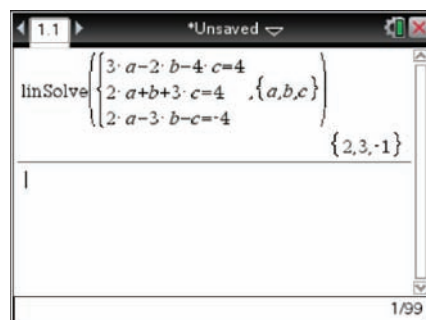 1.1 *Unsaved
3·a−2·b−4·c=4
linSolve({2·a+b+3·c=4 ,{a,b,c})
2·a−3·b−c=-4
{2,3,-1}
1/99